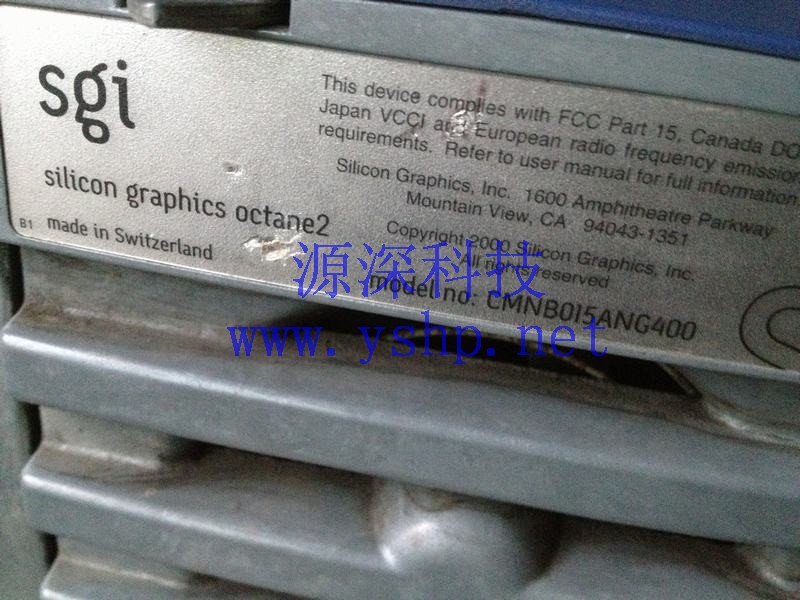 sgi
silicon graphics octane2
B1 made in Switzerland
This device complies with FCC Part 15, Canada DO
Japan VCCI and European radio frequency emission
requirements. Refer to user manual for full information.
Silicon Graphics, Inc. 1600 Amphitheatre Parkway
Mountain View, CA 94043-1351
Copyright 2000 Silicon Graphics, Inc.
All rights reserved
model no: CMNB015ANG400
源深科技
www.yshp.net